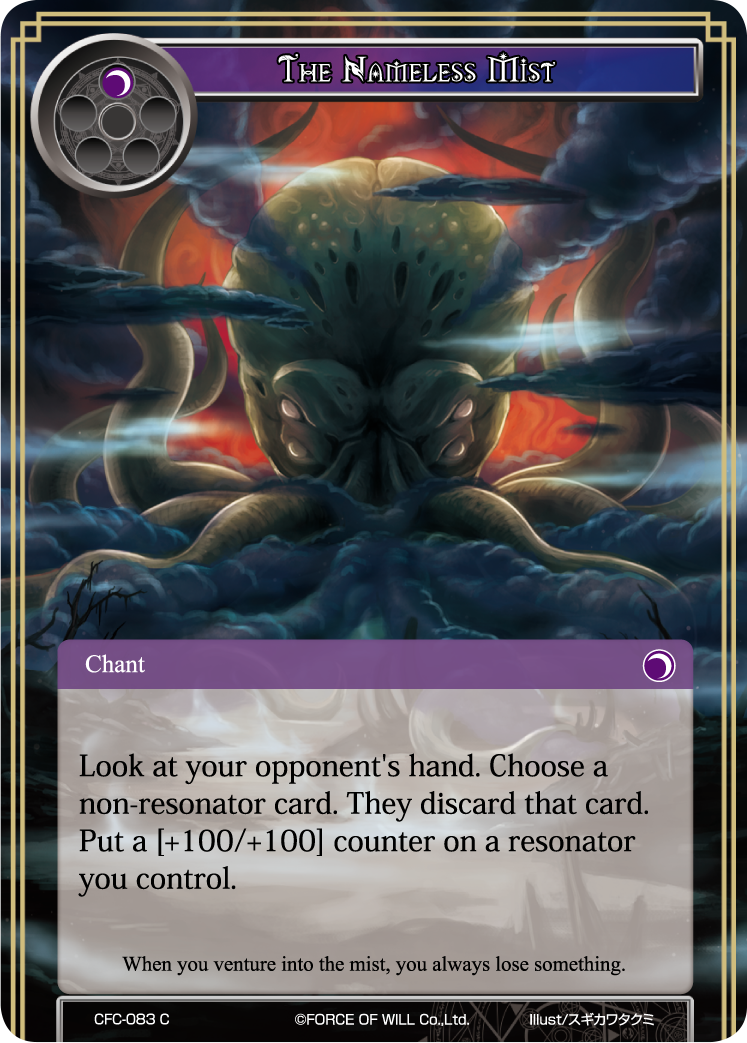 The Nameless Mist
Chant
Look at your opponent's hand. Choose a
non-resonator card. They discard that card.
Put a [+100/+100] counter on a resonator
you control.
When you venture into the mist, you always lose something.
CFC-083 C ©FORCE OF WILL Co.,Ltd. Illust/スギカワタクミ